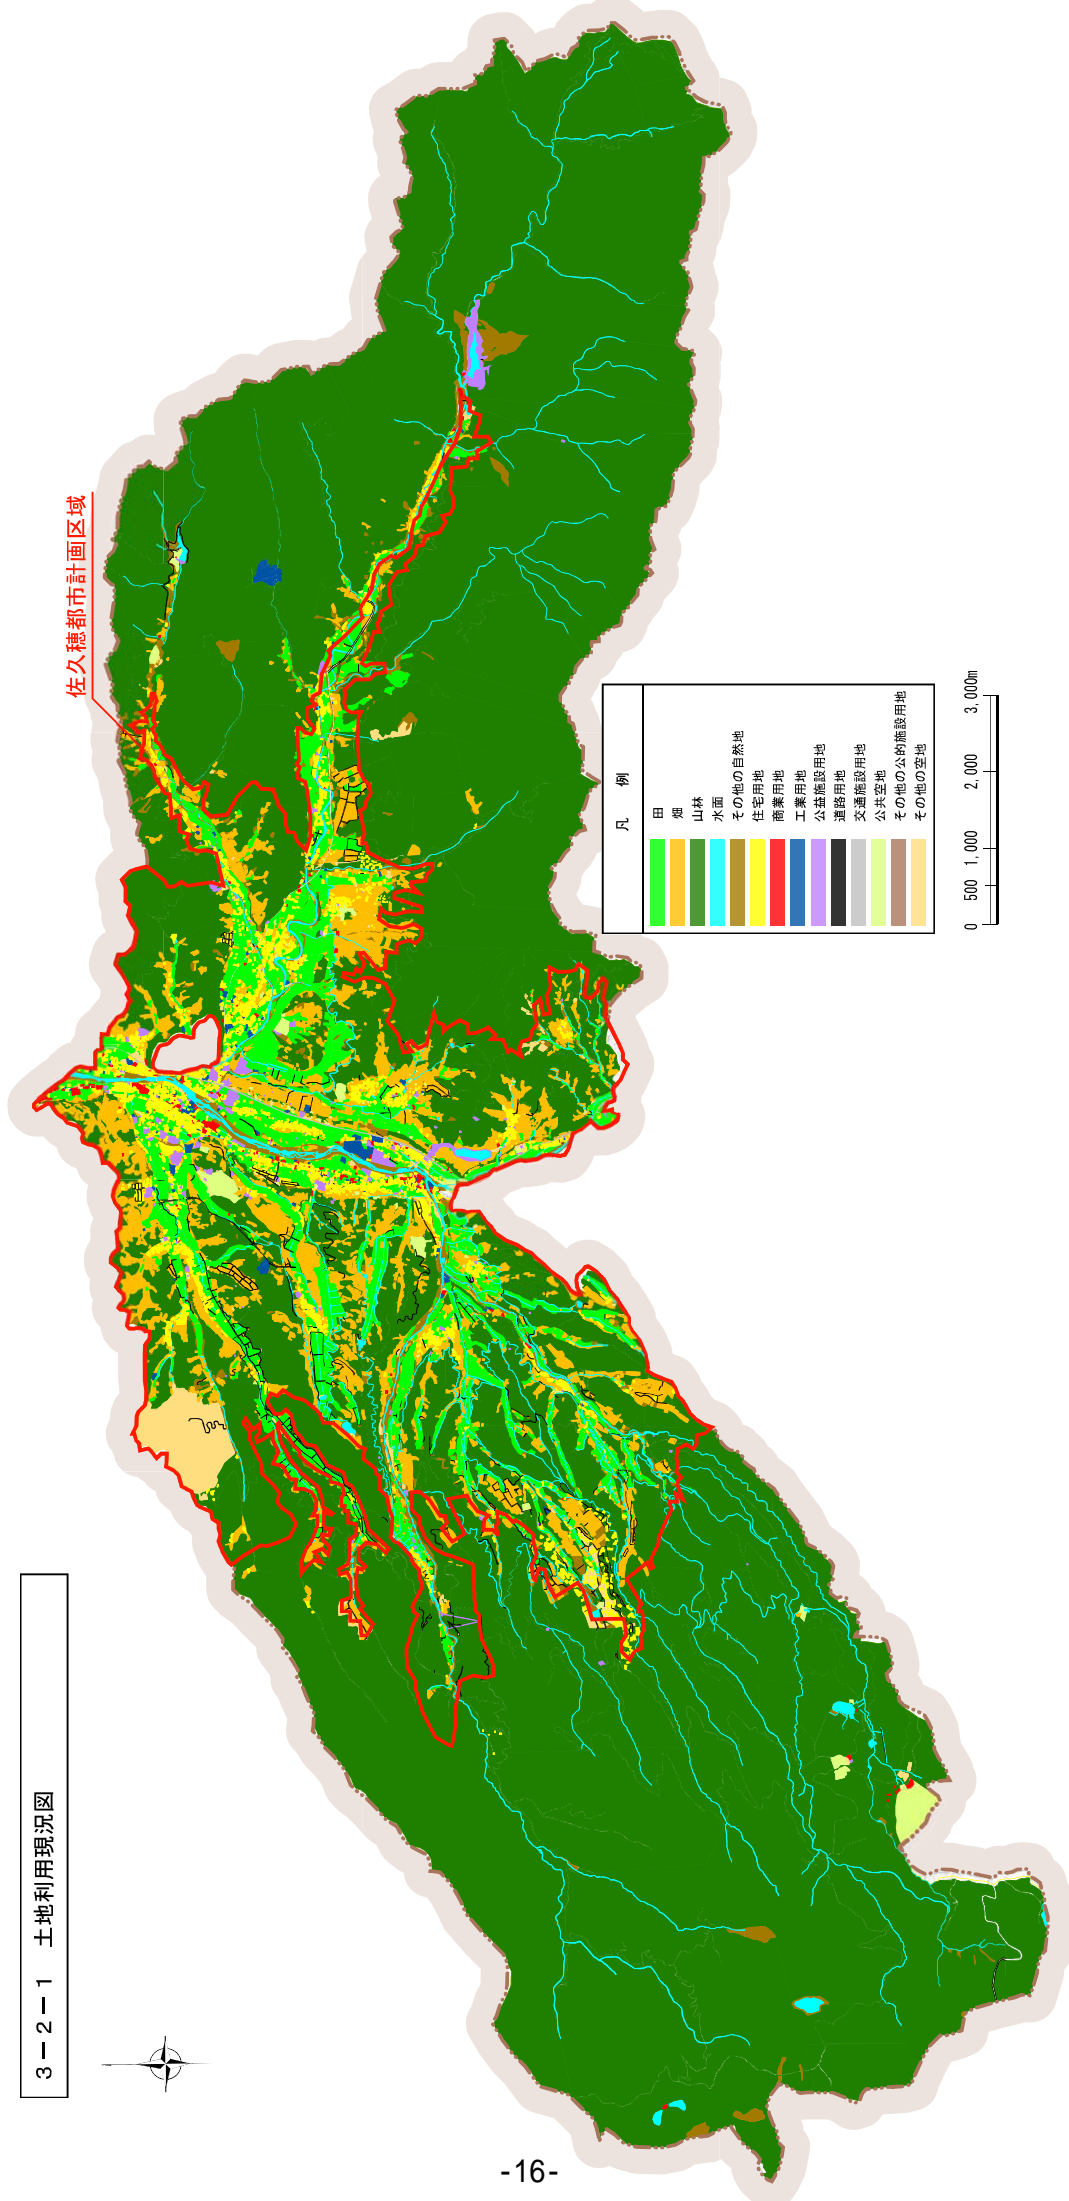 3－2－1　土地利用現況図
佐久穂都市計画区域
凡　例
田
畑
山林
水面
その他の自然地
住宅用地
商業用地
工業用地
公益施設用地
道路用地
交通施設用地
公共空地
その他の公的施設用地
その他の空地
0 500 1,000 2,000 3,000m
-16-